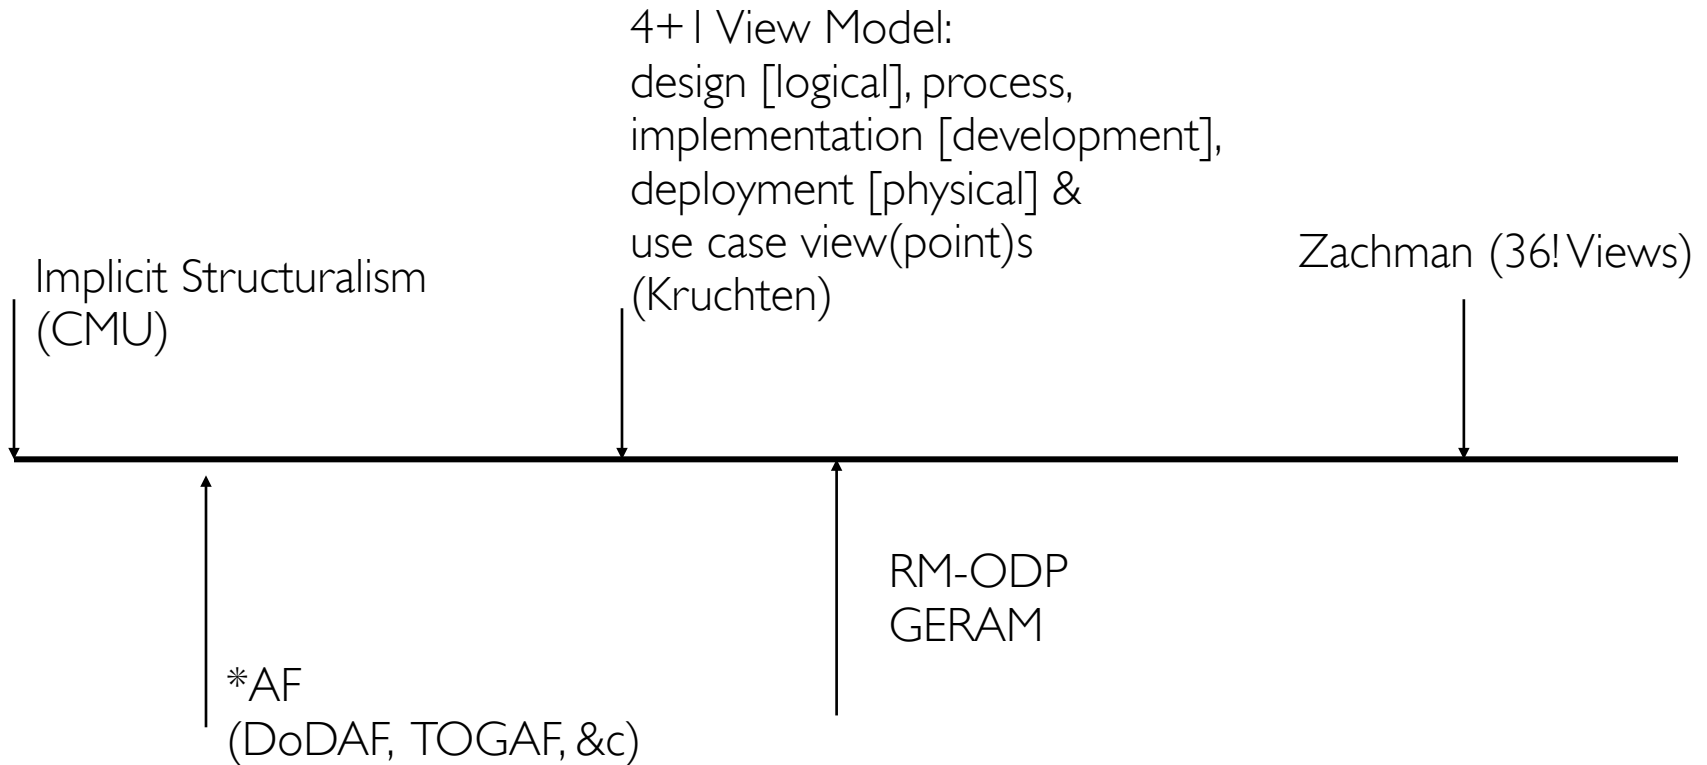 4+1 View Model:
design [logical], process,
implementation [development],
deployment [physical] &
use case view(point)s
(Kruchten)
Implicit Structuralism
(CMU)
Zachman (36! Views)
RM-ODP
GERAM
*AF
(DoDAF, TOGAF, &c)